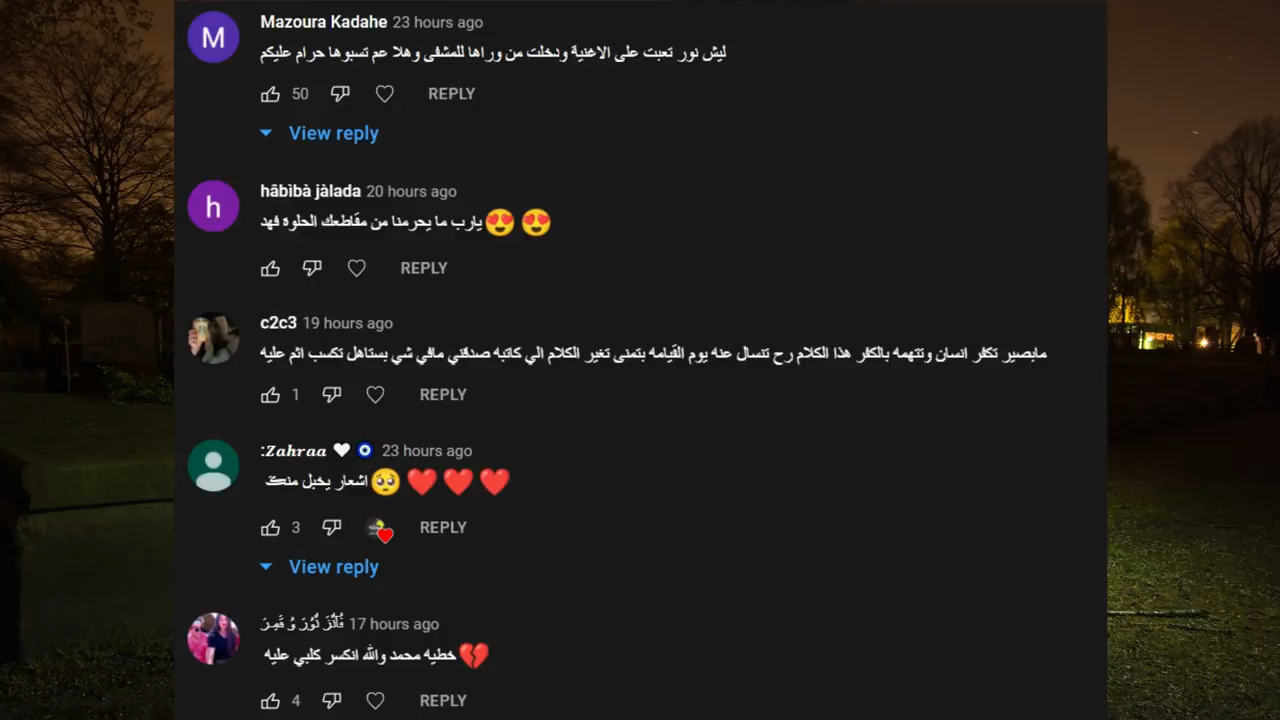 Mazoura Kadahe 23 hours ago
ليش نور تعبت على الاغنية ودخلت من وراها للمشفى وهلا عم تسبوها حرام عليكم
50 REPLY
View reply
hâbìbà jàlada 20 hours ago
يارب ما يحرمنا من مقاطعك الحلوة فهد😍 😍
REPLY
c2c3 19 hours ago
مابصير تكفر انسان وتتهمه بالكفر هذا الكلام رح تنسال عنه يوم القيامه بتمنى تغير الكلام الي كاتبه صدقني مافي شي بستاهل تكسب اثم عليه
1 REPLY
:𝒁𝒂𝒉𝒓𝒂𝒂 🤍 🧿 23 hours ago
اشعار يخبل منڪ🥺 ❤️ ❤️ ❤️
3 REPLY
View reply
17 hours ago
خطيه محمد والله انكسر كلبي عليه💔
4 REPLY